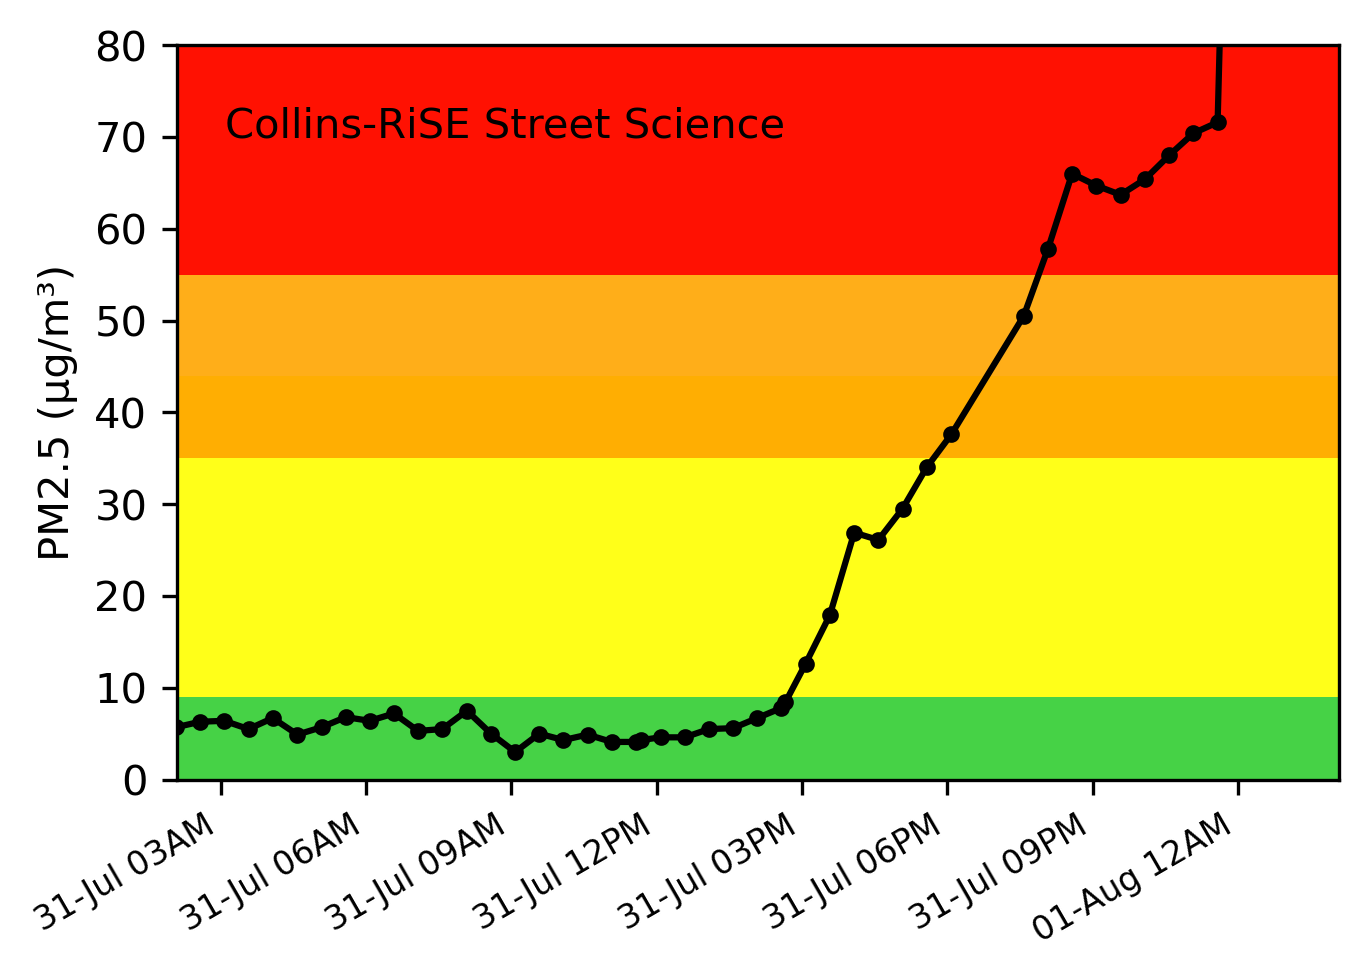 80
Collins-RiSE Street Science
70
60
50
40
30
20
10
0
PM2.5 (µg/m³)
31-Jul 03AM
31-Jul 06AM
31-Jul 09AM
31-Jul 12PM
31-Jul 03PM
31-Jul 06PM
31-Jul 09PM
01-Aug 12AM